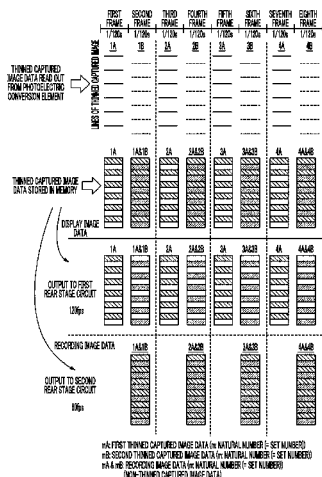 FIRST FRAME SECOND FRAME THIRD FRAME FOURTH FRAME FIFTH FRAME SIXTH FRAME SEVENTH FRAME EIGHTH FRAME
1/120s 1/120s 1/120s 1/120s 1/120s 1/120s 1/120s 1/120s
1A 1B 2A 2B 3A 3B 4A 4B
THINNED CAPTURED
IMAGE DATA READ OUT
FROM PHOTOELECTRIC
CONVERSION ELEMENT
LINES OF THINNED CAPTURED IMAGE
1A 1A&1B 2A 2A&2B 3A 3A&3B 4A 4A&4B
THINNED CAPTURED IMAGE
DATA STORED IN MEMORY
DISPLAY IMAGE
DATA
1A 1A&1B 2A 2A&2B 3A 3A&3B 4A 4A&4B
OUTPUT TO FIRST
REAR STAGE CIRCUIT
120fps
RECORDING IMAGE DATA
1A&1B 2A&2B 3A&3B 4A&4B
OUTPUT TO SECOND
REAR STAGE CIRCUIT
60fps
mA: FIRST THINNED CAPTURED IMAGE DATA (m: NATURAL NUMBER (= SET NUMBER))
mB: SECOND THINNED CAPTURED IMAGE DATA (m: NATURAL NUMBER (= SET NUMBER))
mA & mB: RECORDING IMAGE DATA (m: NATURAL NUMBER (= SET NUMBER))
(NON-THINNED CAPTURED IMAGE DATA)